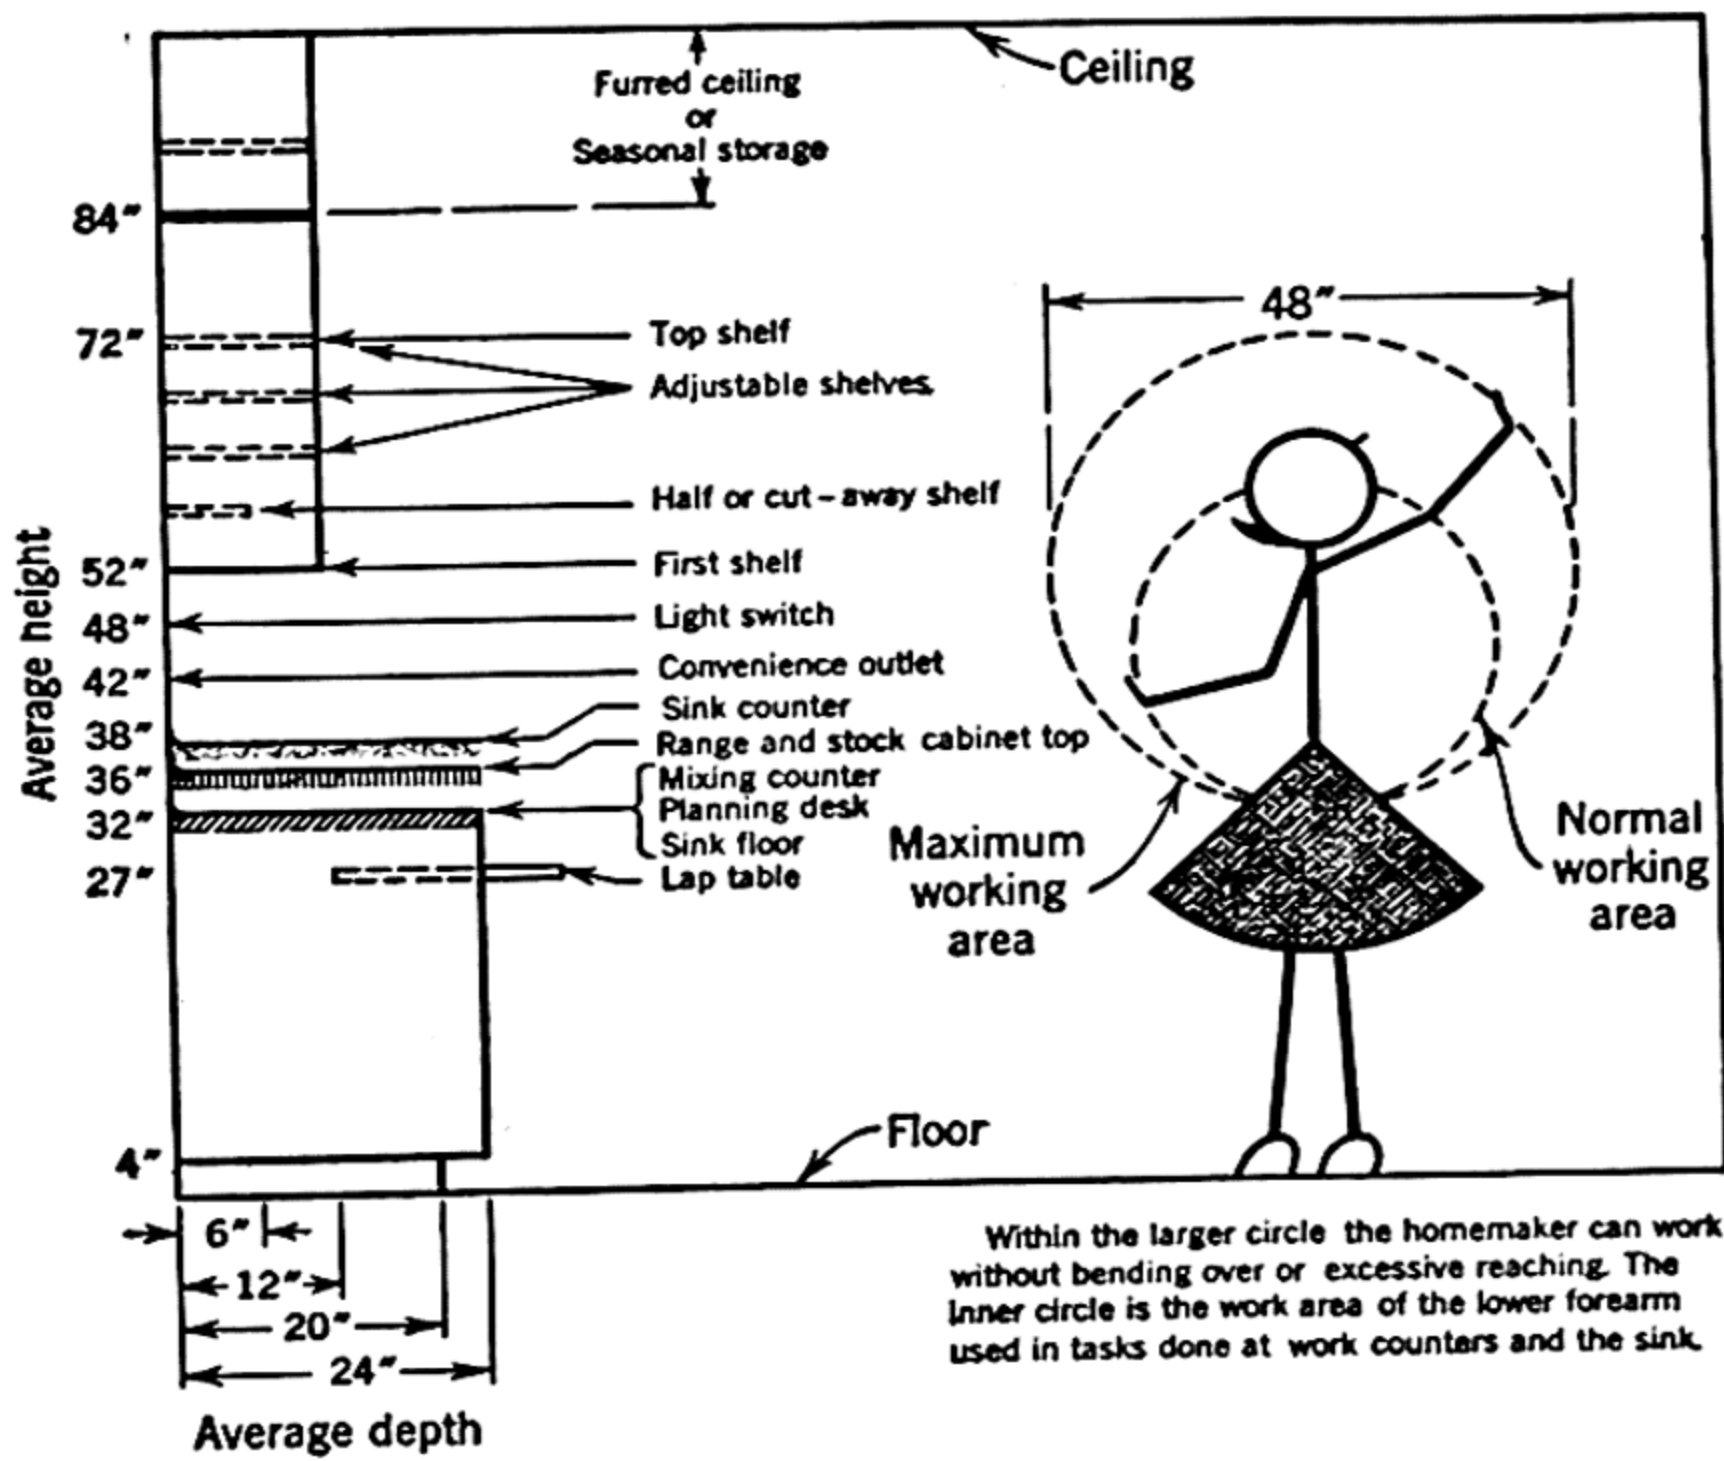 Ceiling
Furred ceiling
or
Seasonal storage
84"
48"
72"
Top shelf
Adjustable shelves
Half or cut-away shelf
Average height
52"
First shelf
48"
Light switch
42"
Convenience outlet
38"
Sink counter
36"
Range and stock cabinet top
Mixing counter
32"
Planning desk
Sink floor
27"
Lap table
Maximum
working
area
Normal
working
area
4"
Floor
6"
12"
20"
24"
Average depth
Within the larger circle the homemaker can work
without bending over or excessive reaching. The
inner circle is the work area of the lower forearm
used in tasks done at work counters and the sink.